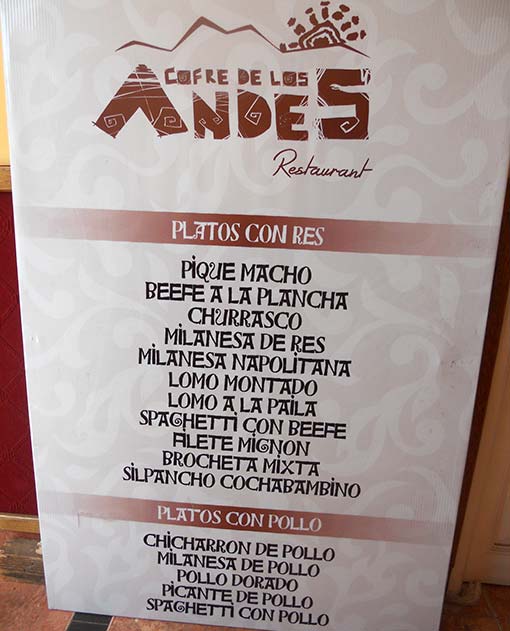 COFRE DE LOS
ANDES
Restaurant
PLATOS CON RES
PIQUE MACHO
BEEFE A LA PLANCHA
CHURRASCO
MILANESA DE RES
MILANESA NAPOLITANA
LOMO MONTADO
LOMO A LA PAILA
SPAGHETTI CON BEEFE
FILETE MIGNON
BROCHETA MIXTA
SILPANCHO COCHABAMBINO
PLATOS CON POLLO
CHICHARRON DE POLLO
MILANESA DE POLLO
POLLO DORADO
PICANTE DE POLLO
SPAGHETTI CON POLLO